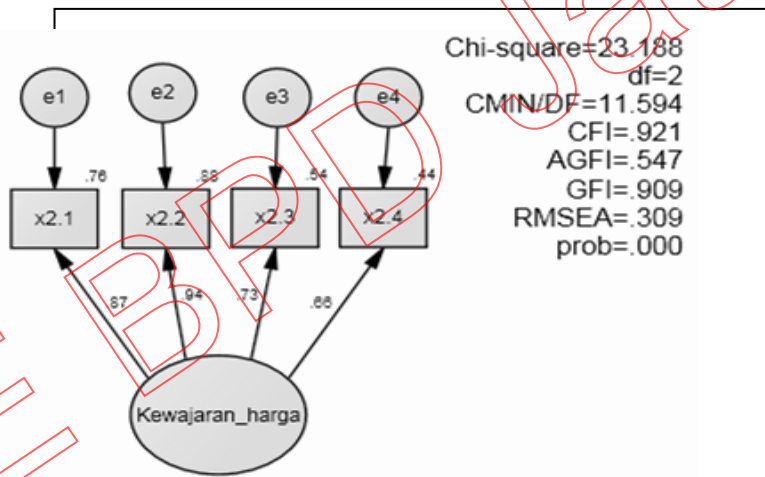 Chi-square=23.188
df=2
CMIN/DF=11.594
CFI=.921
AGFI=.547
GFI=.909
RMSEA=.309
prob=.000
e1 e2 e3 e4
.76 .88 .54 .44
x2.1 x2.2 x2.3 x2.4
.87 .94 .73 .66
Kewajaran_harga
BPD